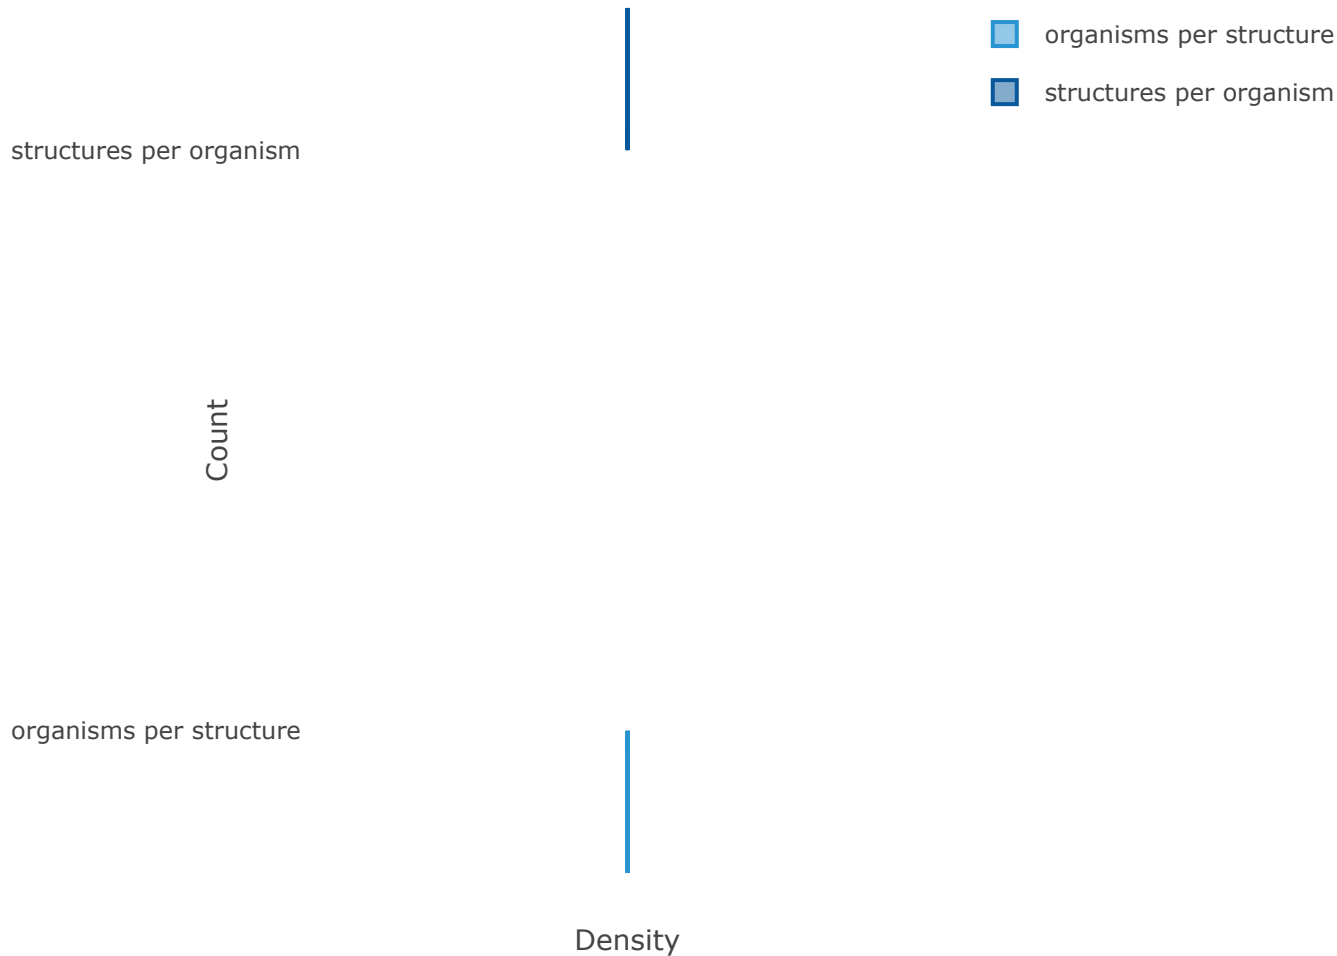 organisms per structure
structures per organism
structures per organism
Count
organisms per structure
Density